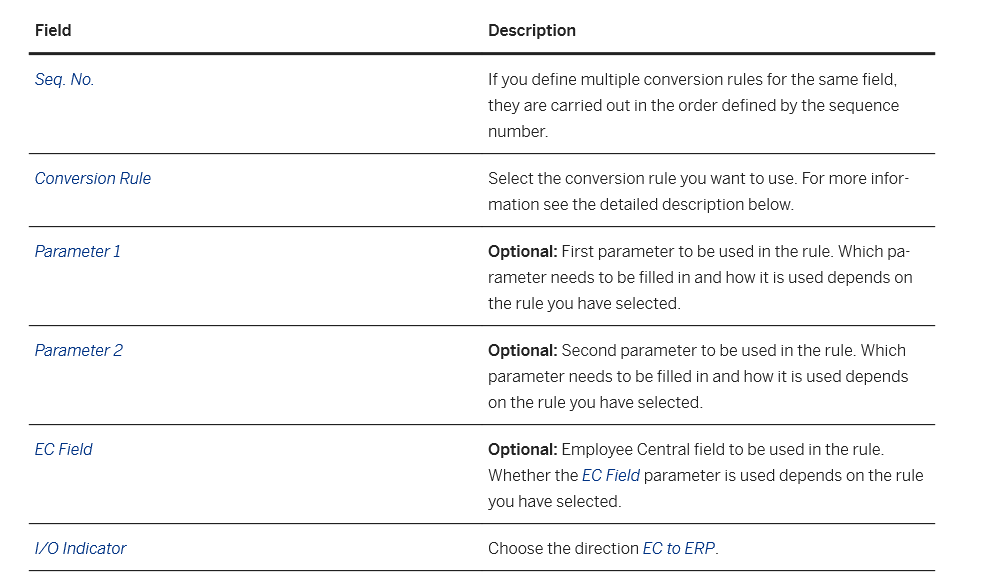 Field Description
Seq. No. If you define multiple conversion rules for the same field,
they are carried out in the order defined by the sequence
number.
Conversion Rule Select the conversion rule you want to use. For more infor-
mation see the detailed description below.
Parameter 1 Optional: First parameter to be used in the rule. Which pa-
rameter needs to be filled in and how it is used depends on
the rule you have selected.
Parameter 2 Optional: Second parameter to be used in the rule. Which
parameter needs to be filled in and how it is used depends
on the rule you have selected.
EC Field Optional: Employee Central field to be used in the rule.
Whether the EC Field parameter is used depends on the rule
you have selected.
I/O Indicator Choose the direction EC to ERP.